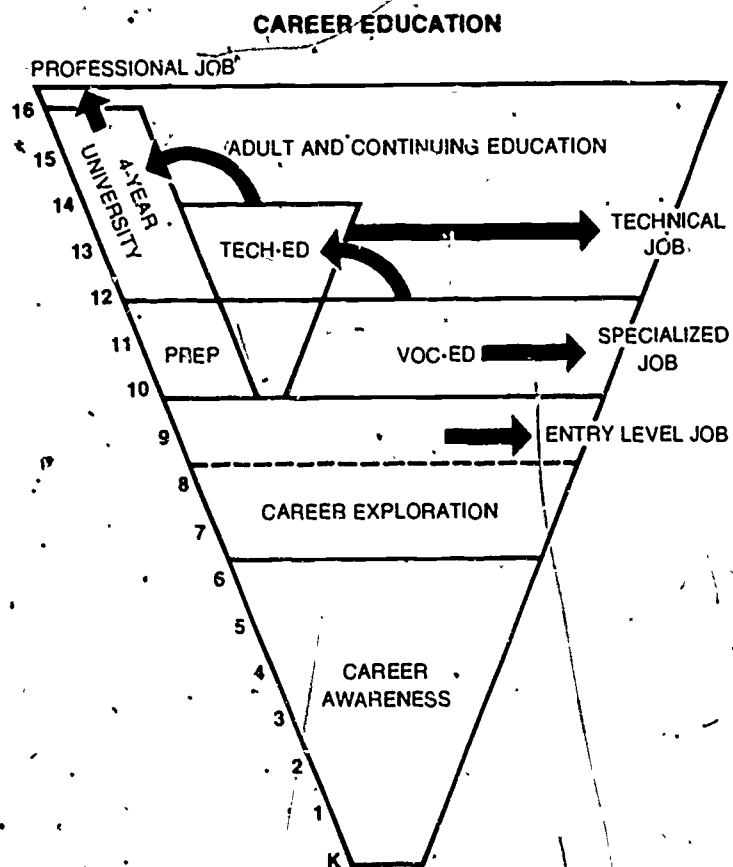 CAREER EDUCATION
PROFESSIONAL JOB
16
ADULT AND CONTINUING EDUCATION
15
4-YEAR
UNIVERSITY
14
TECHNICAL
JOB
TECH-ED
13
12
SPECIALIZED
JOB
11
PREP
VOC-ED
10
9
ENTRY LEVEL JOB
8
CAREER EXPLORATION
7
6
5
4
CAREER
AWARENESS
3
2
1
K